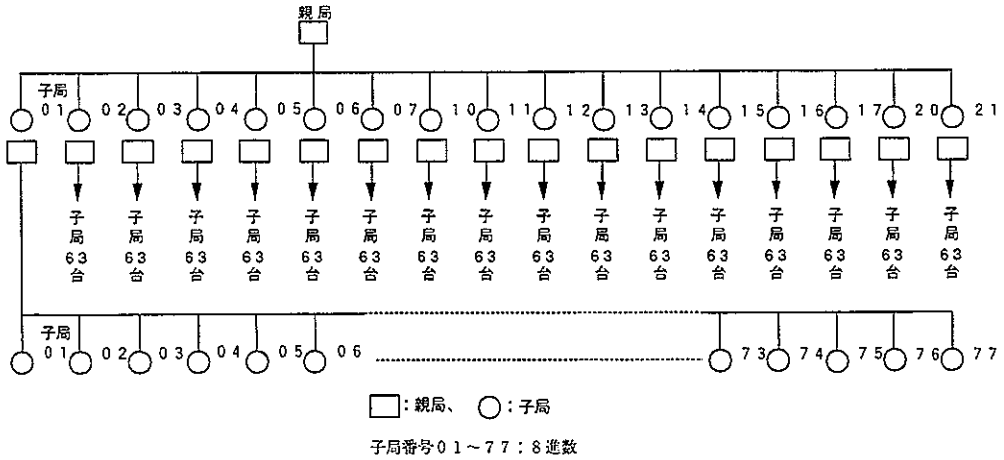 親局
子局
01 02 03 04 05 06 07 10 11 12 13 14 15 16 17 20 21
子局63台 子局63台 子局63台 子局63台 子局63台 子局63台 子局63台 子局63台 子局63台 子局63台 子局63台 子局63台 子局63台 子局63台 子局63台 子局63台
子局
01 02 03 04 05 06 73 74 75 76 77
:親局、 :子局
子局番号01~77:8進数